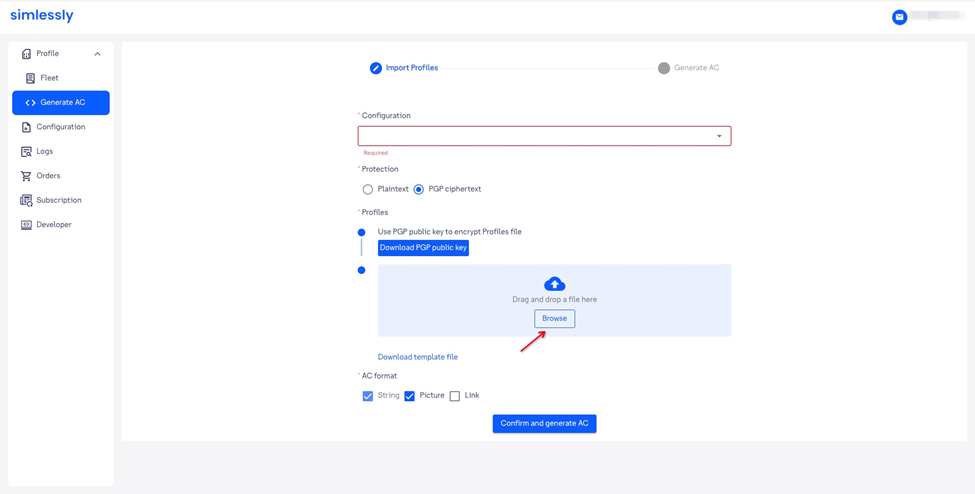 simlessly
Profile
Fleet
Generate AC
Configuration
Logs
Orders
Subscription
Developer
Import Profiles
Generate AC
* Configuration
Required
* Protection
Plaintext PGP ciphertext
* Profiles
Use PGP public key to encrypt Profiles file
Download PGP public key
Drag and drop a file here
Browse
Download template file
* AC format
String Picture Link
Confirm and generate AC